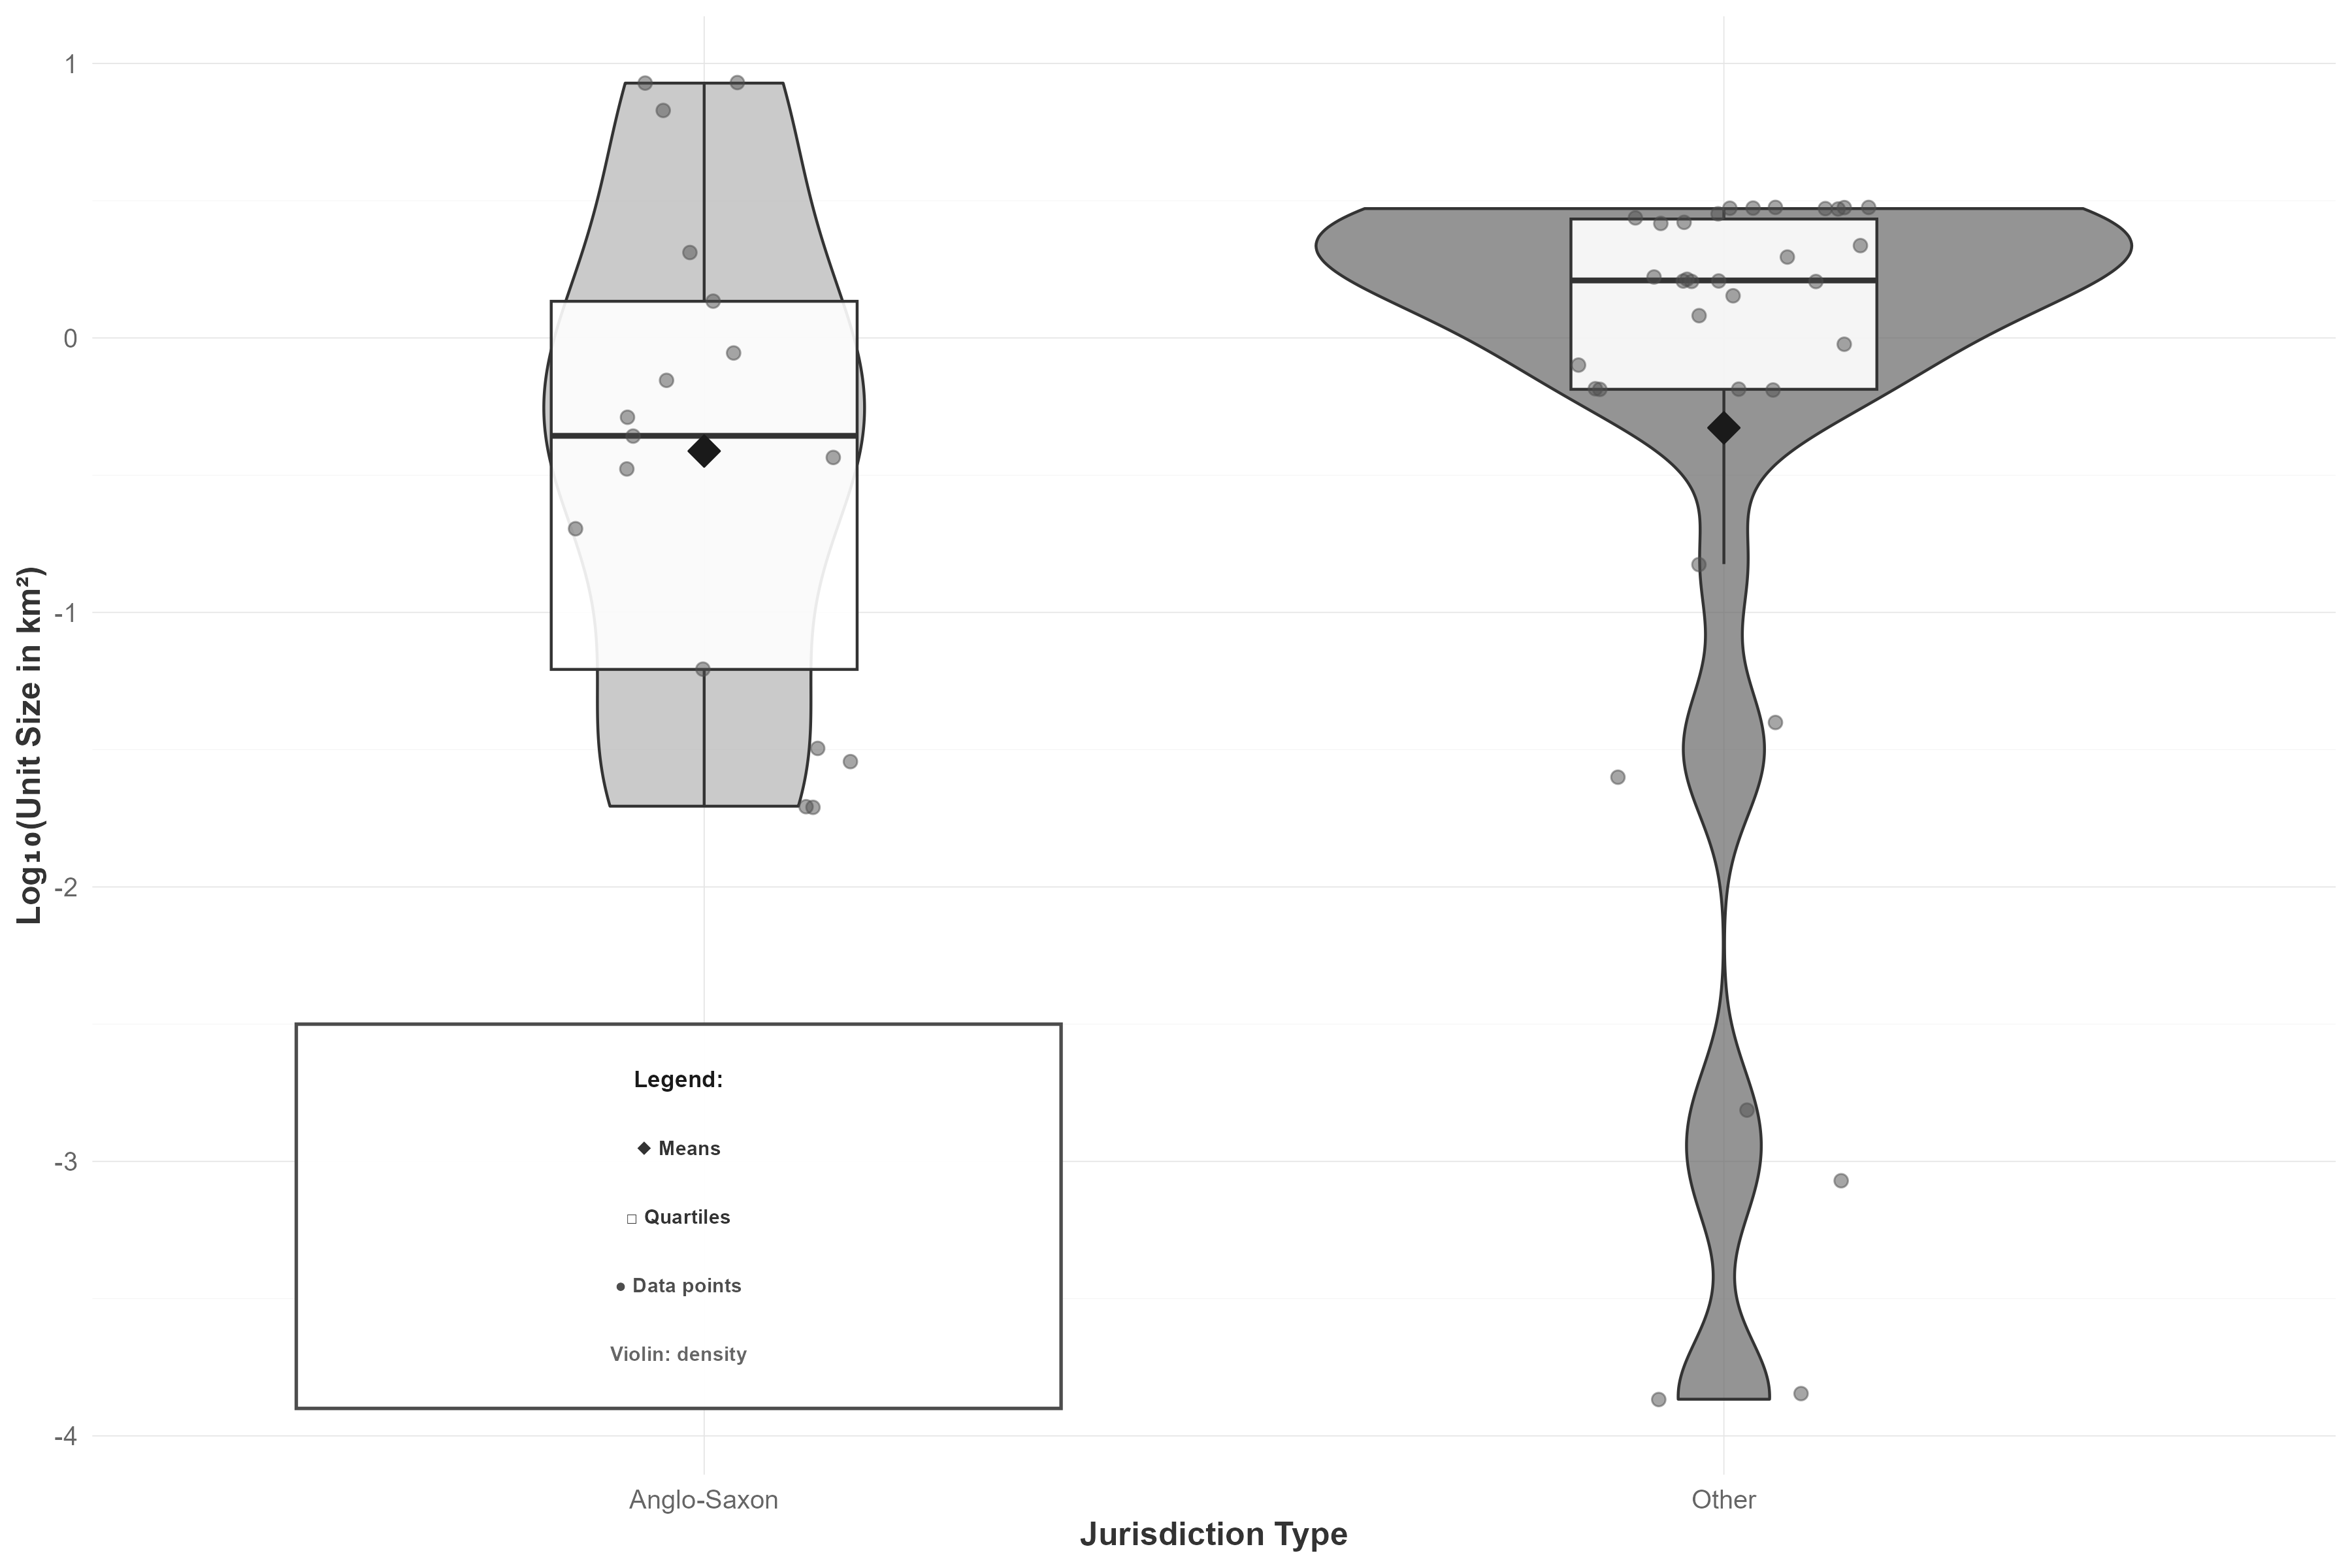 1
0
-1
-2
-3
-4
Log₁₀(Unit Size in km²)
Legend:
◆ Means
□ Quartiles
● Data points
Violin: density
Anglo-Saxon
Other
Jurisdiction Type